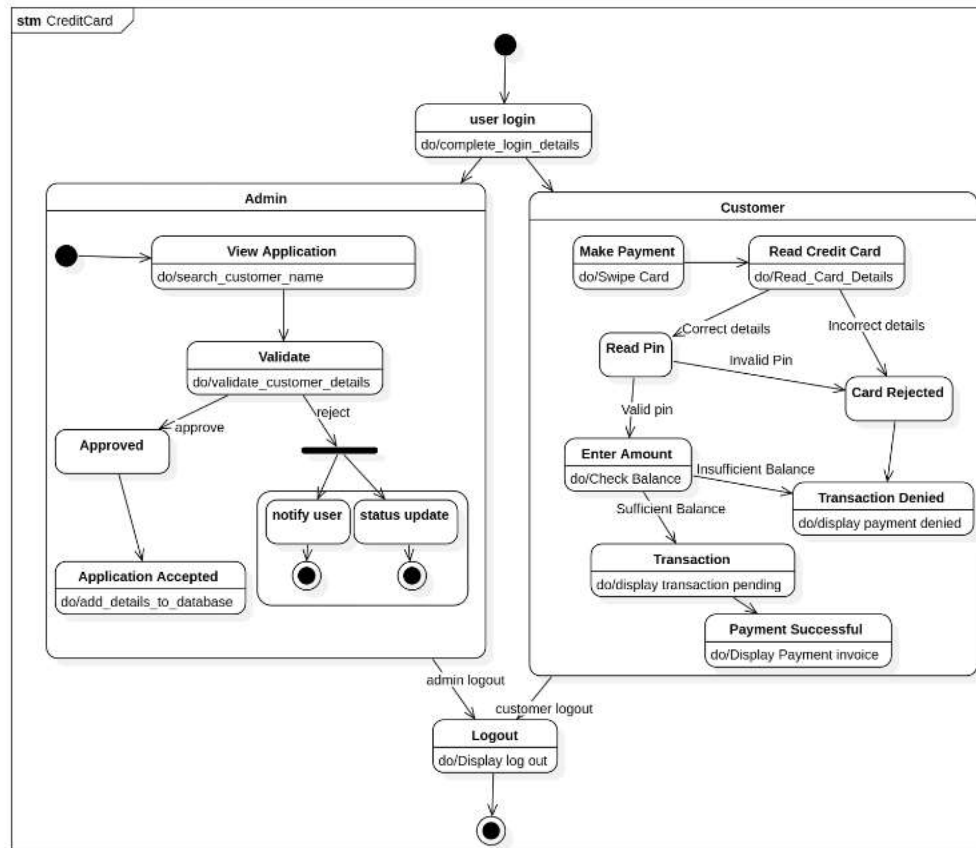 stm CreditCard
user login
do/complete_login_details
Admin
View Application
do/search_customer_name
Validate
do/validate_customer_details
approve
reject
Approved
notify user
status update
Application Accepted
do/add_details_to_database
Customer
Make Payment
do/Swipe Card
Read Credit Card
do/Read_Card_Details
Correct details
Incorrect details
Read Pin
Invalid Pin
Card Rejected
Valid pin
Enter Amount
do/Check Balance
Insufficient Balance
Transaction Denied
do/display payment denied
Sufficient Balance
Transaction
do/display transaction pending
Payment Successful
do/Display Payment invoice
admin logout
customer logout
Logout
do/Display log out